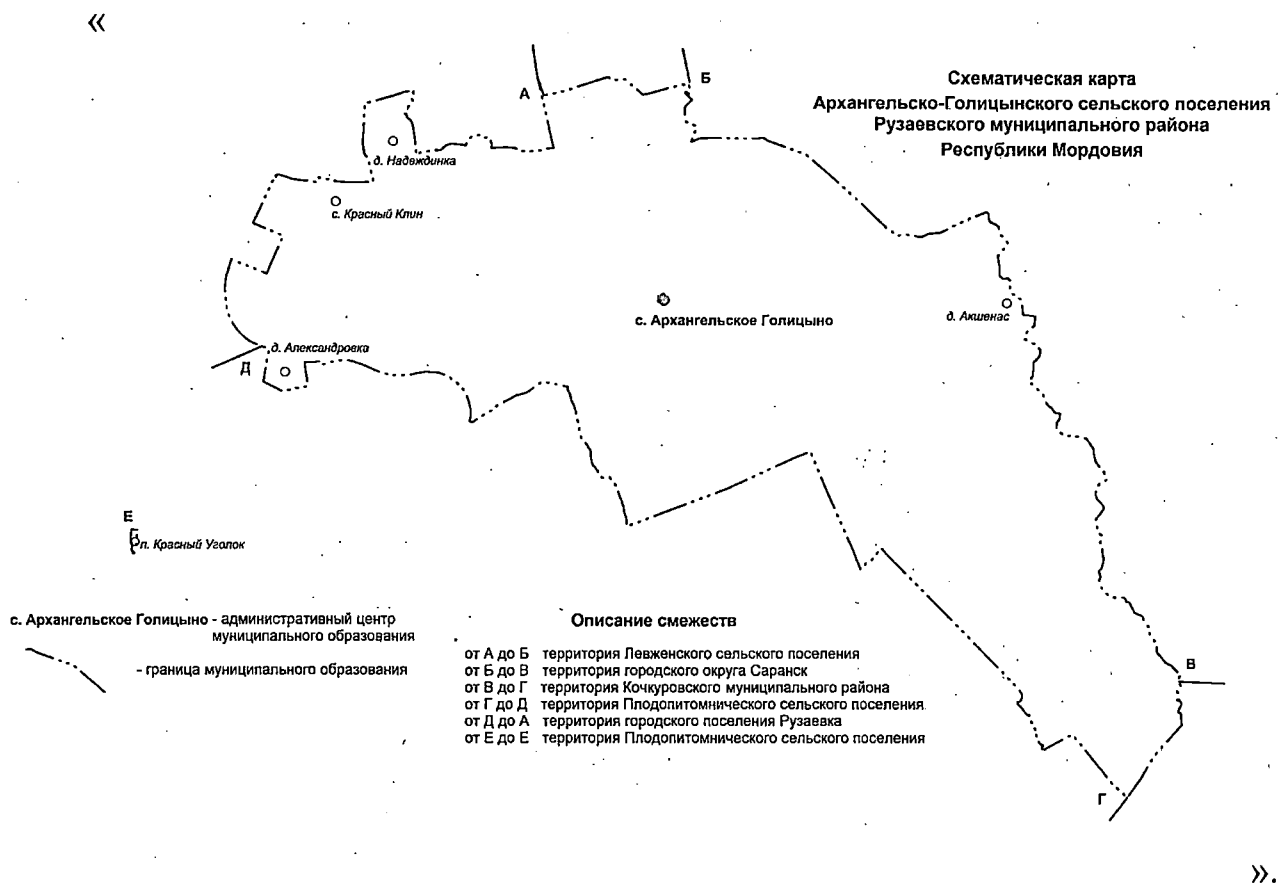 «
Схематическая карта
Архангельско-Голицынского сельского поселения
Рузаевского муниципального района
Республики Мордовия
А
Б
д. Надеждинка
с. Красный Клин
с. Архангельское Голицыно
д. Акшенас
д. Александровка
Д
Е
п. Красный Уголок
с. Архангельское Голицыно - административный центр
муниципального образования
- граница муниципального образования
Описание смежеств
от А до Б территория Левженского сельского поселения
от Б до В территория городского округа Саранск
от В до Г территория Кочкуровского муниципального района
от Г до Д территория Плодопитомнического сельского поселения
от Д до А территория городского поселения Рузаевка
от Е до Е территория Плодопитомнического сельского поселения
В
Г
».